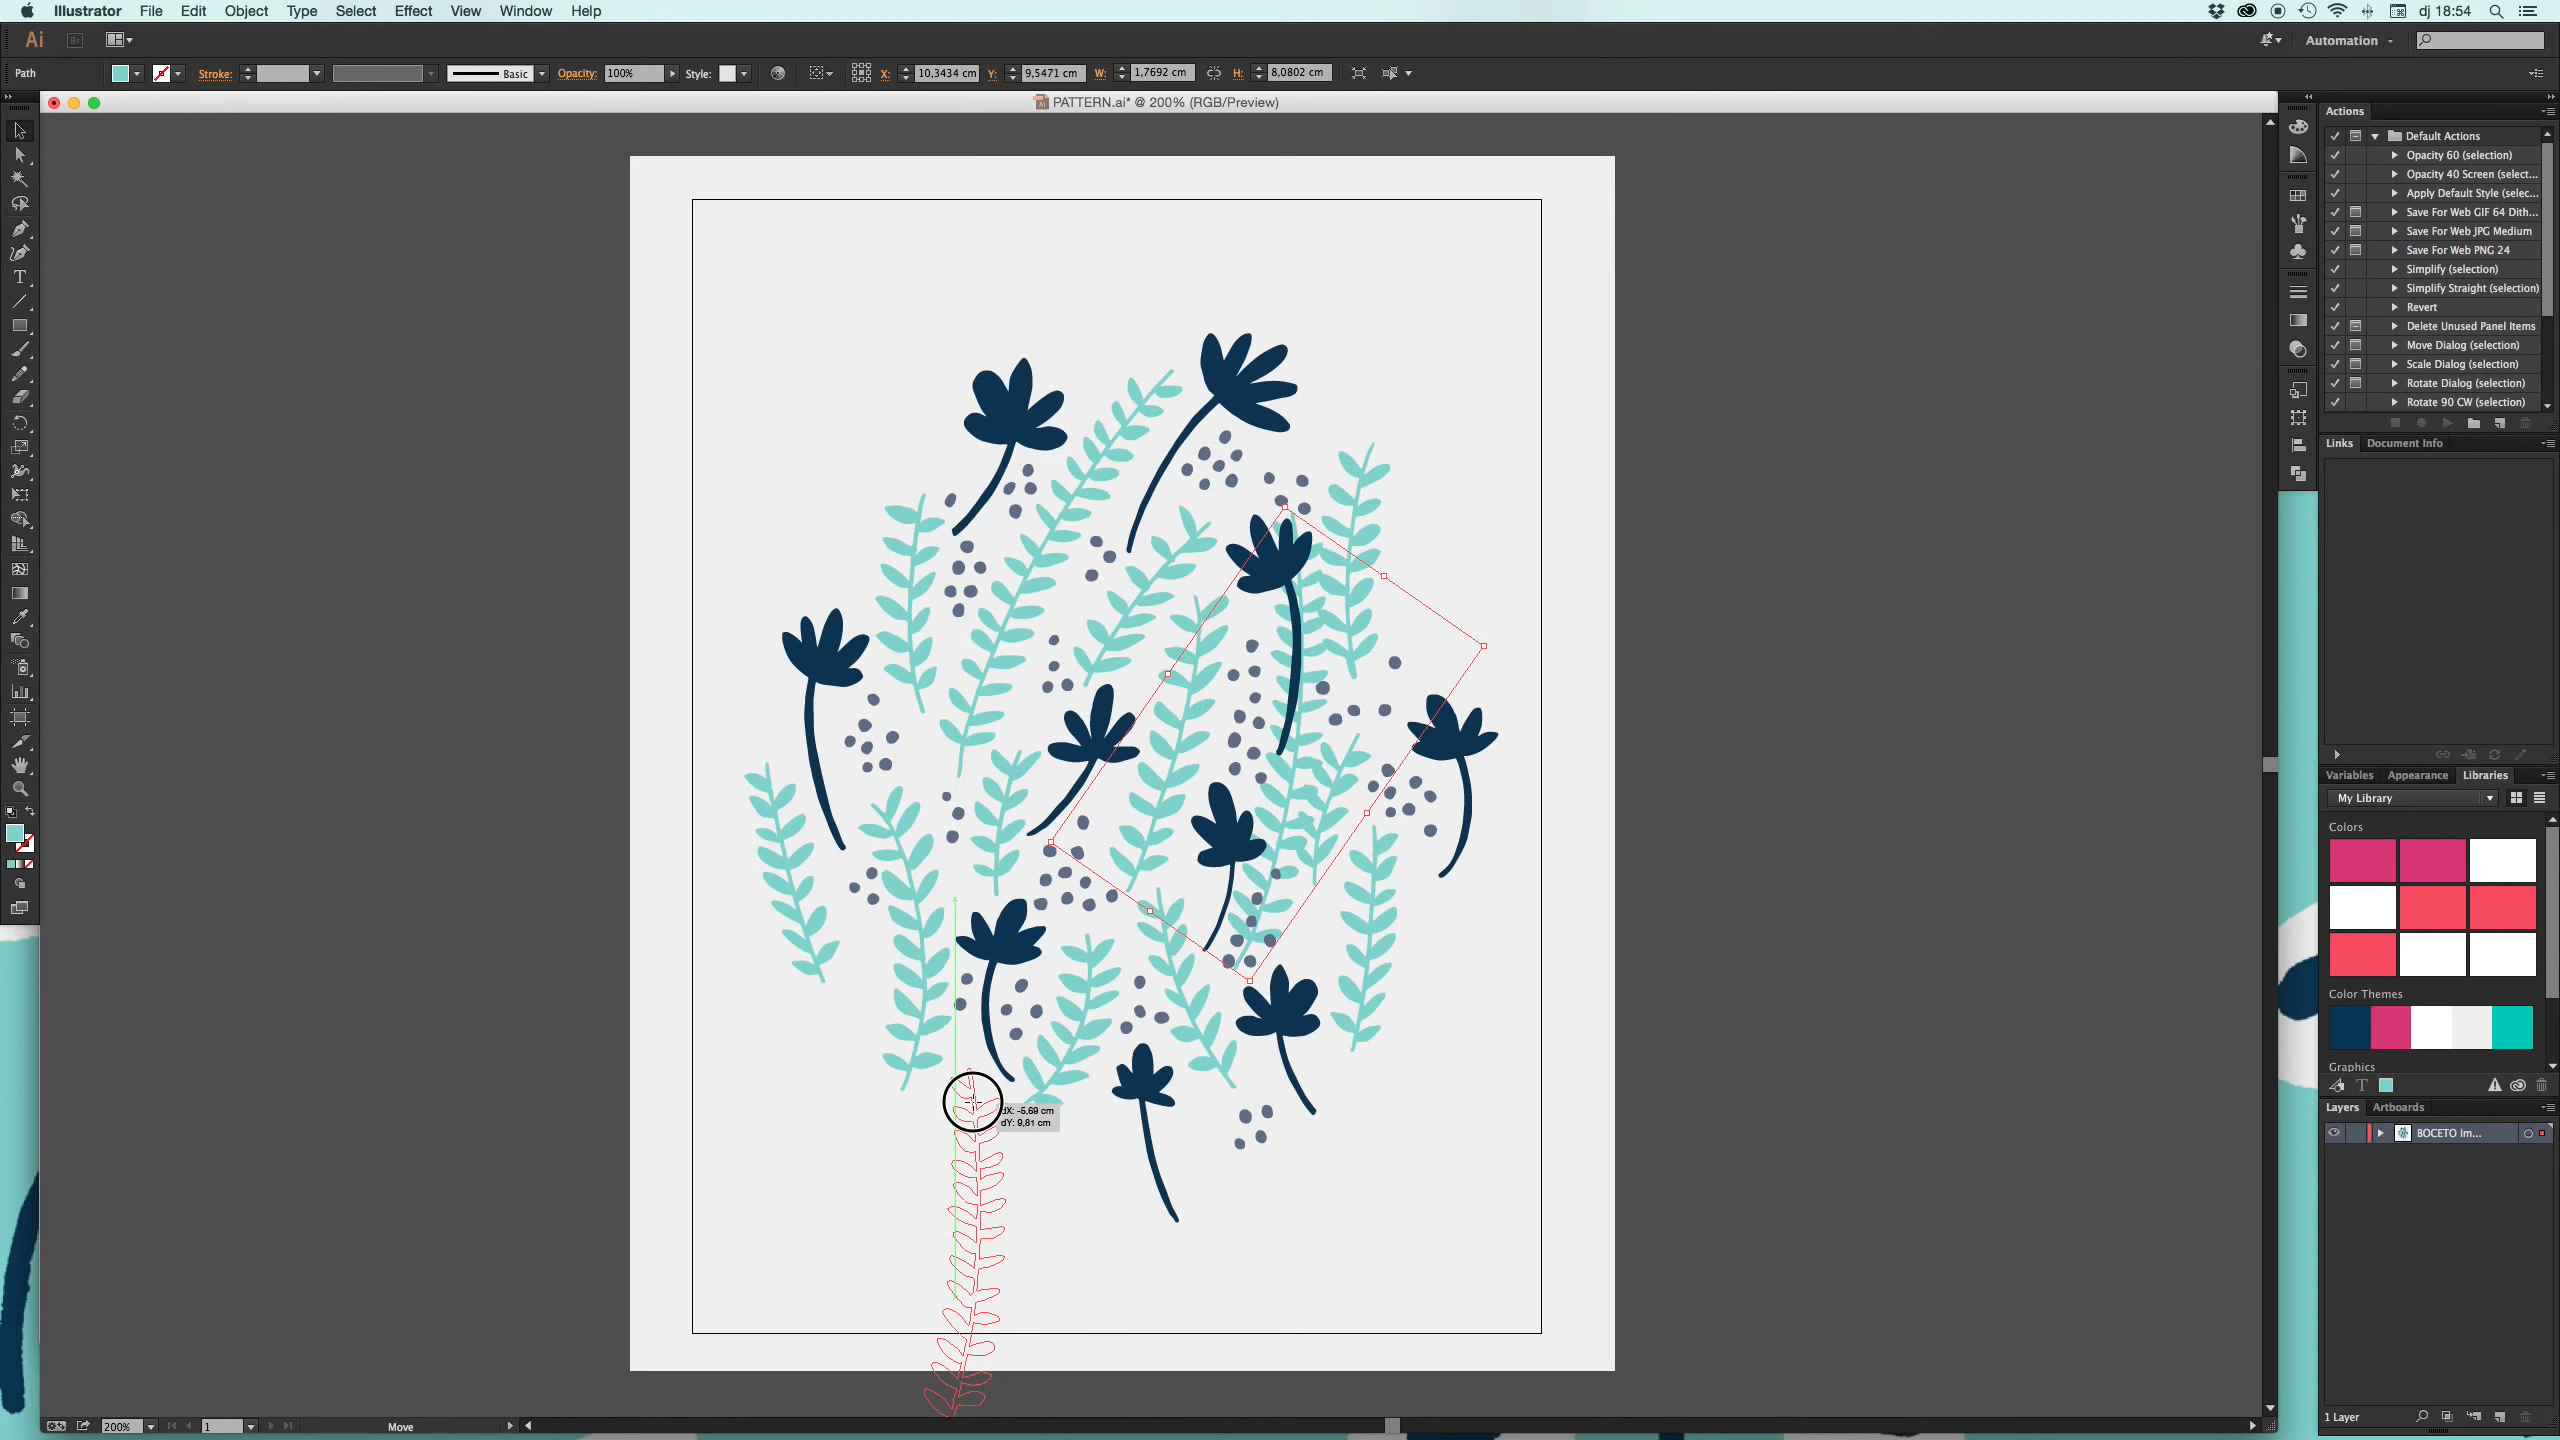 Illustrator File Edit Object Type Select Effect View Window Help dj 18:54
Ai Br Automation
Path Stroke: Basic Opacity: 100% Style: X: 10,3434 cm Y: 9,5471 cm W: 1,7692 cm H: 8,0802 cm
PATTERN.ai* @ 200% (RGB/Preview)
Actions
Default Actions
Opacity 60 (selection)
Opacity 40 Screen (select...
Apply Default Style (selec...
Save For Web GIF 64 Dith...
Save For Web JPG Medium
Save For Web PNG 24
Simplify (selection)
Simplify Straight (selection)
Revert
Delete Unused Panel Items
Move Dialog (selection)
Scale Dialog (selection)
Rotate Dialog (selection)
Rotate 90 CW (selection)
Links Document Info
Variables Appearance Libraries
My Library
Colors
Color Themes
Graphics
Layers Artboards
BOCETO Im...
dX: -5,69 cm
dY: 9,81 cm
200% 1 Move
1 Layer